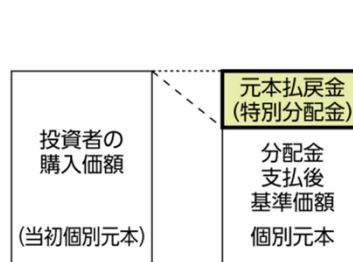 投資者の
購入価額
(当初個別元本)
元本払戻金
(特別分配金)
分配金
支払後
基準価額
個別元本